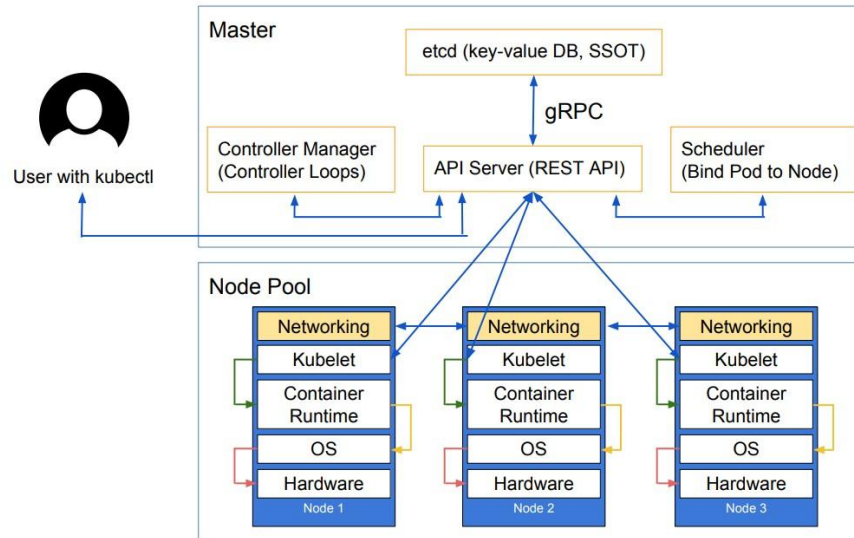 Master
etcd (key-value DB, SSOT)
gRPC
User with kubectl
Controller Manager
(Controller Loops)
API Server (REST API)
Scheduler
(Bind Pod to Node)
Node Pool
Networking
Kubelet
Container
Runtime
OS
Hardware
Node 1
Networking
Kubelet
Container
Runtime
OS
Hardware
Node 2
Networking
Kubelet
Container
Runtime
OS
Hardware
Node 3